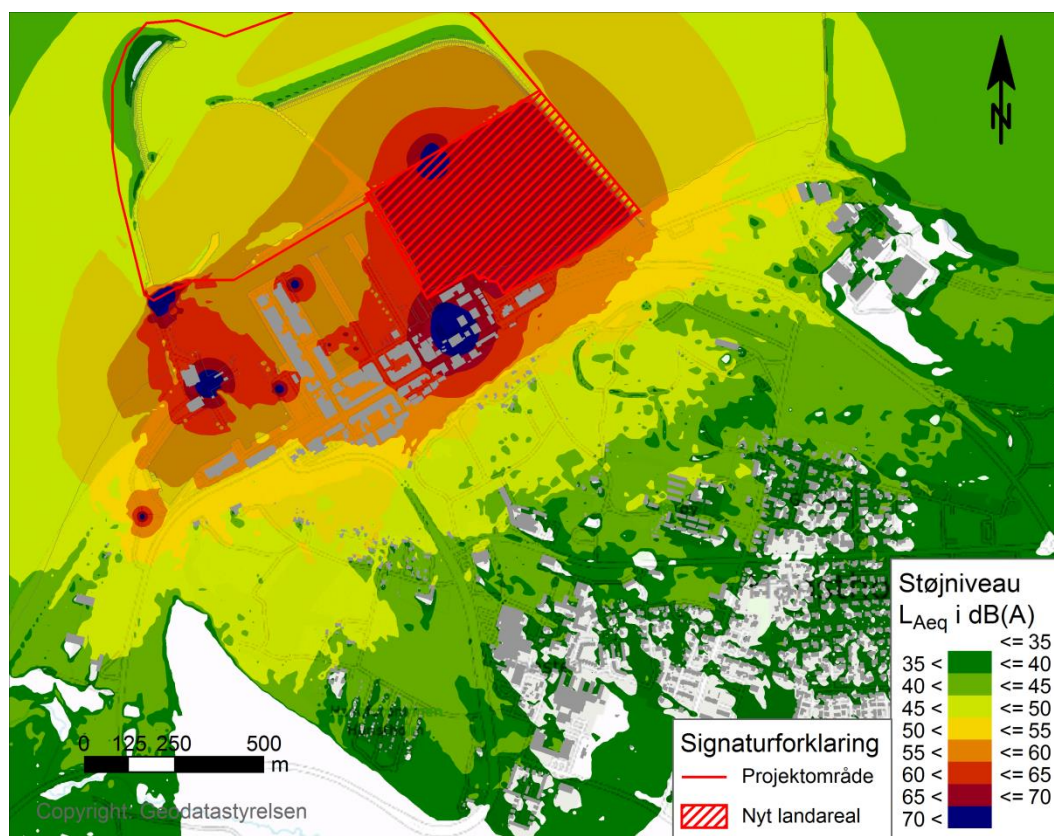 N
Støjniveau
LAeq i dB(A)
<= 35
35 < <= 40
40 < <= 45
45 < <= 50
50 < <= 55
55 < <= 60
60 < <= 65
65 < <= 70
70 <
Signaturforklaring
Projektområde
Nyt landareal
0 125 250 500
m
Copyright: Geodatastyrelsen